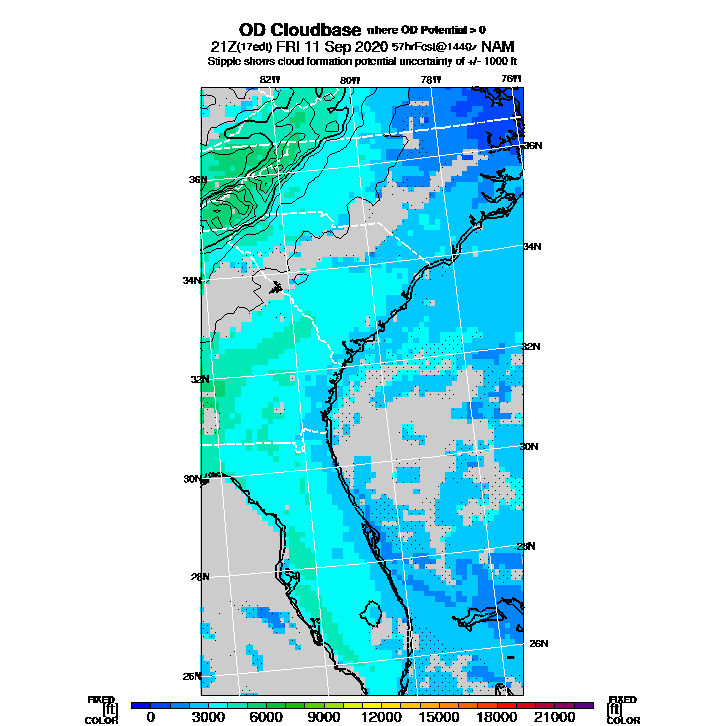 OD Cloudbase where OD Potential > 0
21Z(17edt) FRI 11 Sep 2020 57hrFcst@1440z NAM
Stipple shows cloud formation potential uncertainty of +/- 1000 ft
82W 80W 78W 76W
36N
36N
34N
34N
32N
32N
30N
30N
28N
28N
26N
26N
FIXED FIXED
[ft] [ft]
COLOR COLOR
0 3000 6000 9000 12000 15000 18000 21000